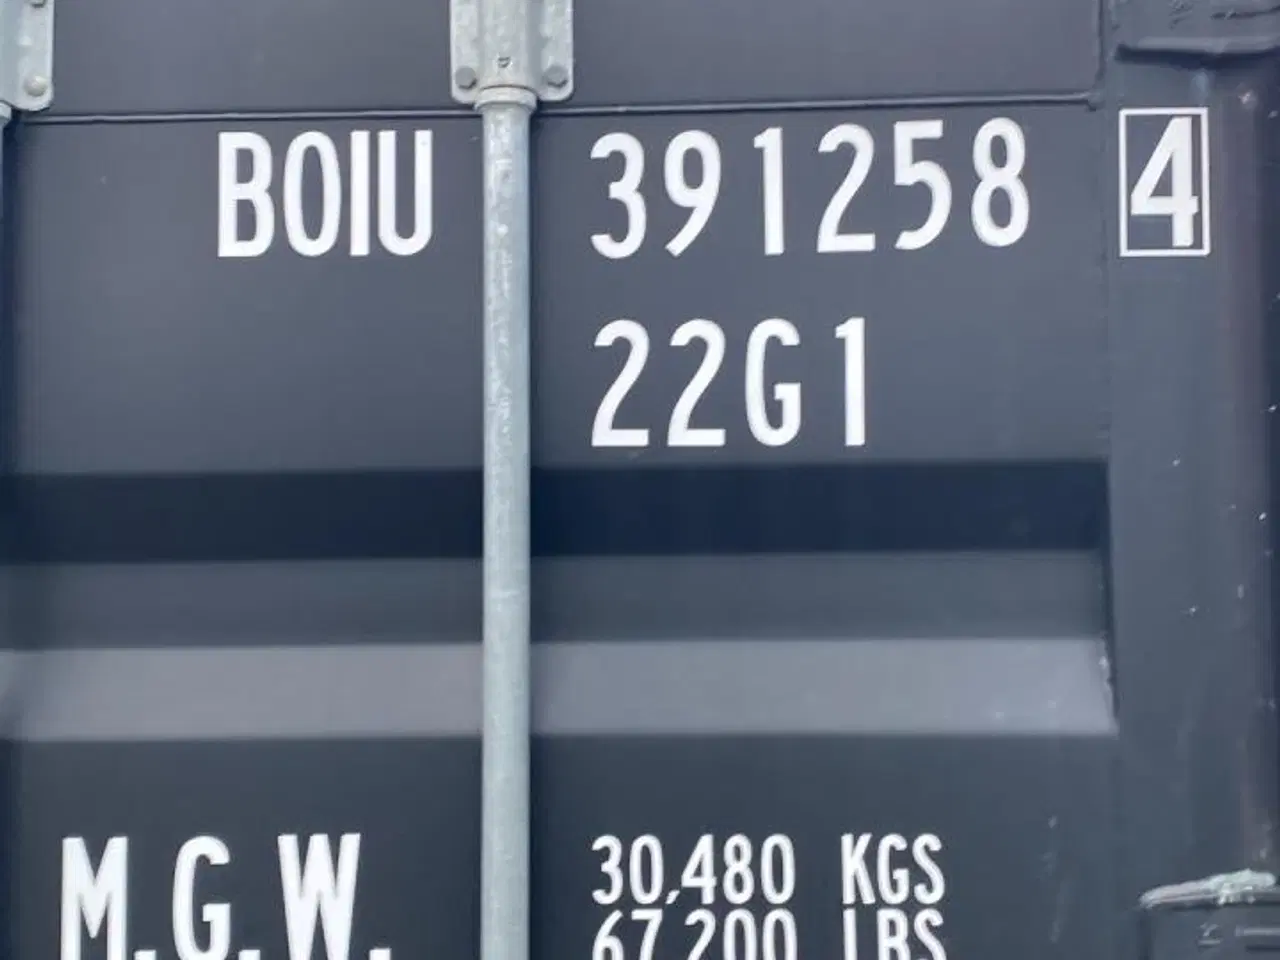 BOIU 391258 4
22G1
M.G.W. 30,480 KGS
67,200 LBS